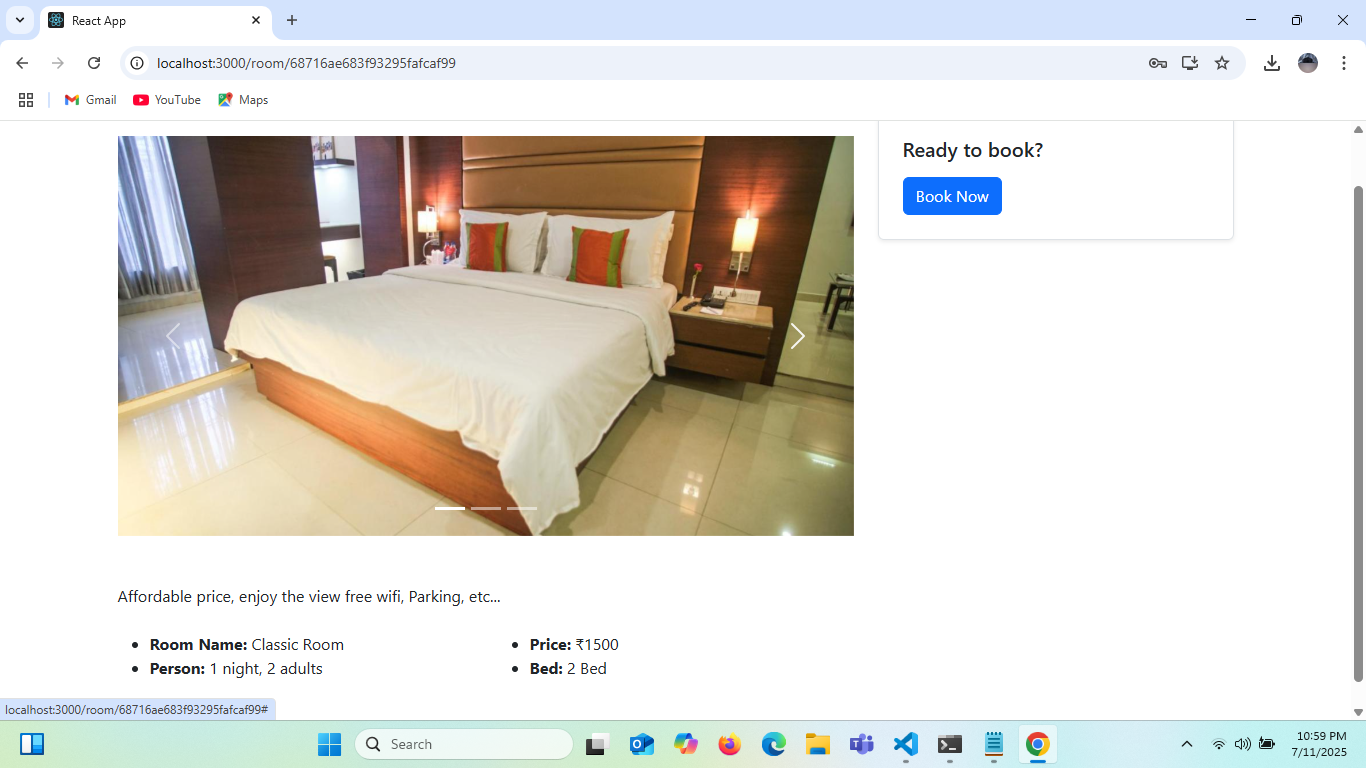 React App
localhost:3000/room/68716ae683f93295fafcaf99
Gmail YouTube Maps
Ready to book?
Book Now
Affordable price, enjoy the view free wifi, Parking, etc...
Room Name: Classic Room
Person: 1 night, 2 adults
Price: ₹1500
Bed: 2 Bed
localhost:3000/room/68716ae683f93295fafcaf99#
Search
10:59 PM
7/11/2025